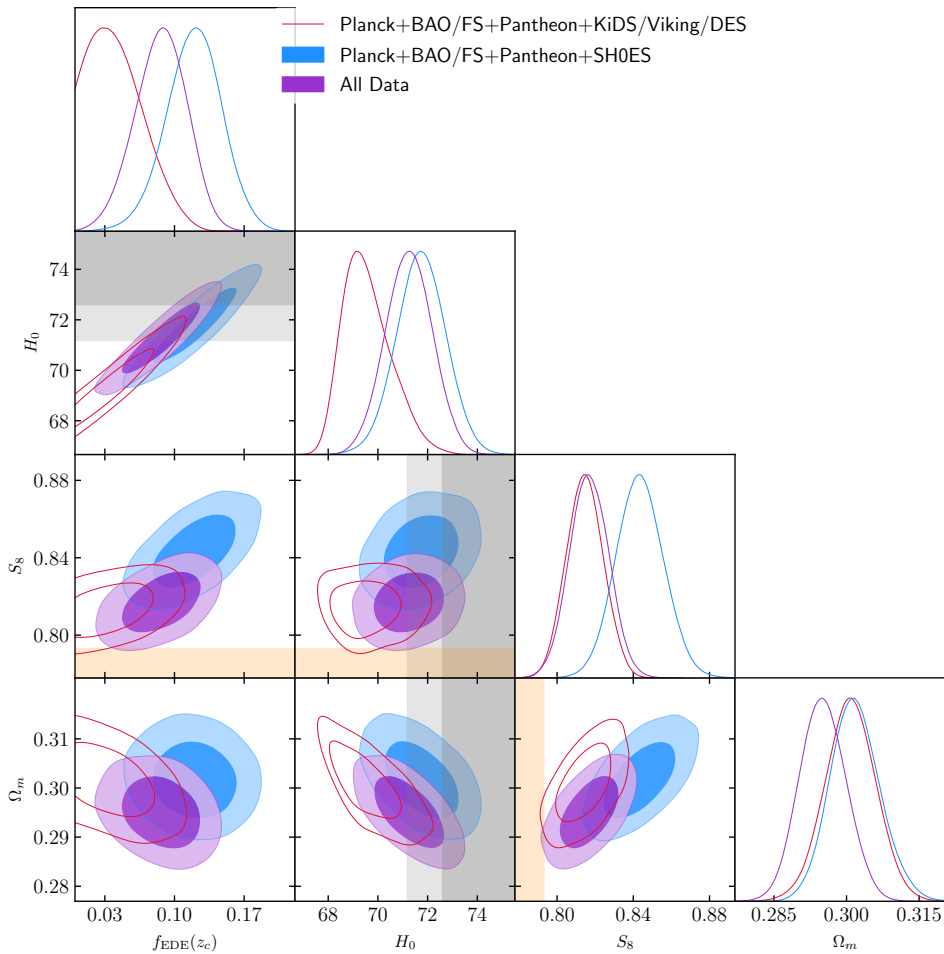 Planck+BAO/FS+Pantheon+KiDS/Viking/DES
Planck+BAO/FS+Pantheon+SH0ES
All Data
74
72
70
68
H₀
0.88
0.84
0.80
S₈
0.31
0.30
0.29
0.28
Ωₘ
0.03 0.10 0.17 68 70 72 74 0.80 0.84 0.88 0.285 0.300 0.315
f_EDE(z_c) H₀ S₈ Ωₘ